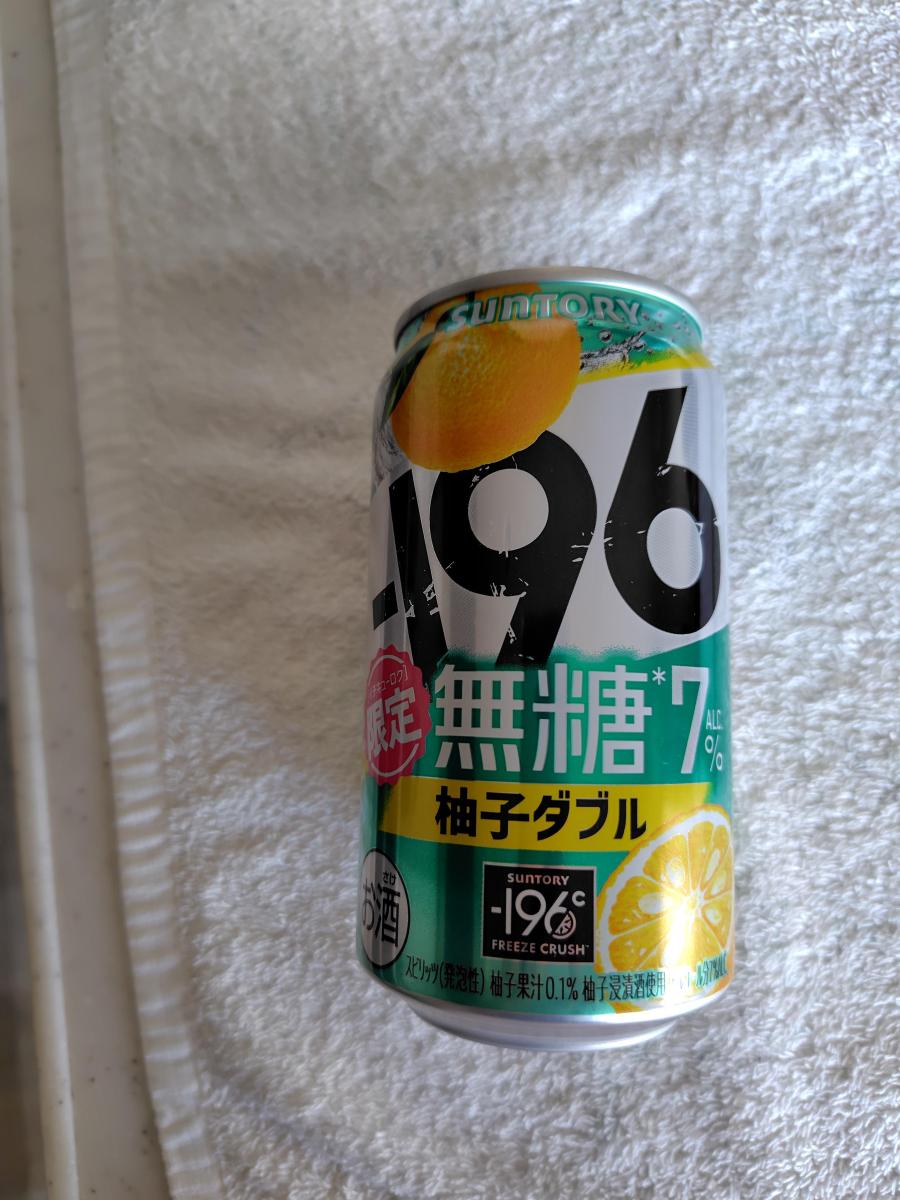 SUNTORY
-196
限定
無糖*7
ALC.
%
柚子ダブル
さけ
お酒
SUNTORY
-196℃
FREEZE CRUSH
スピリッツ(発泡性) 柚子果汁0.1% 柚子浸漬酒使用